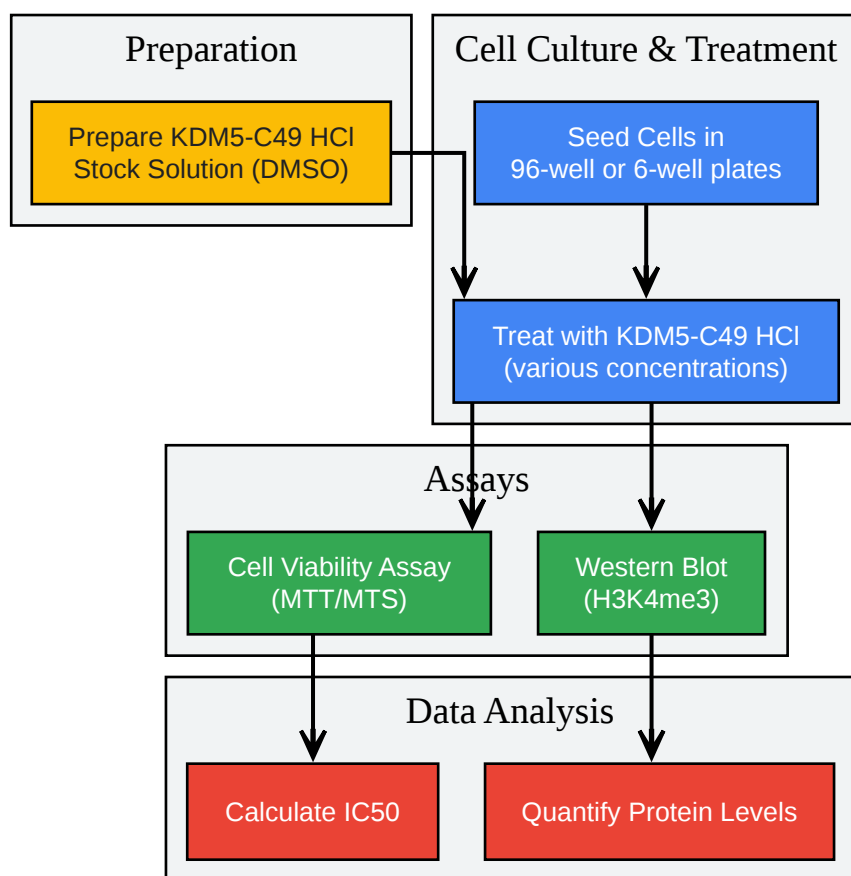 Preparation
Prepare KDM5-C49 HCl
Stock Solution (DMSO)
Cell Culture & Treatment
Seed Cells in
96-well or 6-well plates
Treat with KDM5-C49 HCl
(various concentrations)
Assays
Cell Viability Assay
(MTT/MTS)
Western Blot
(H3K4me3)
Data Analysis
Calculate IC50
Quantify Protein Levels